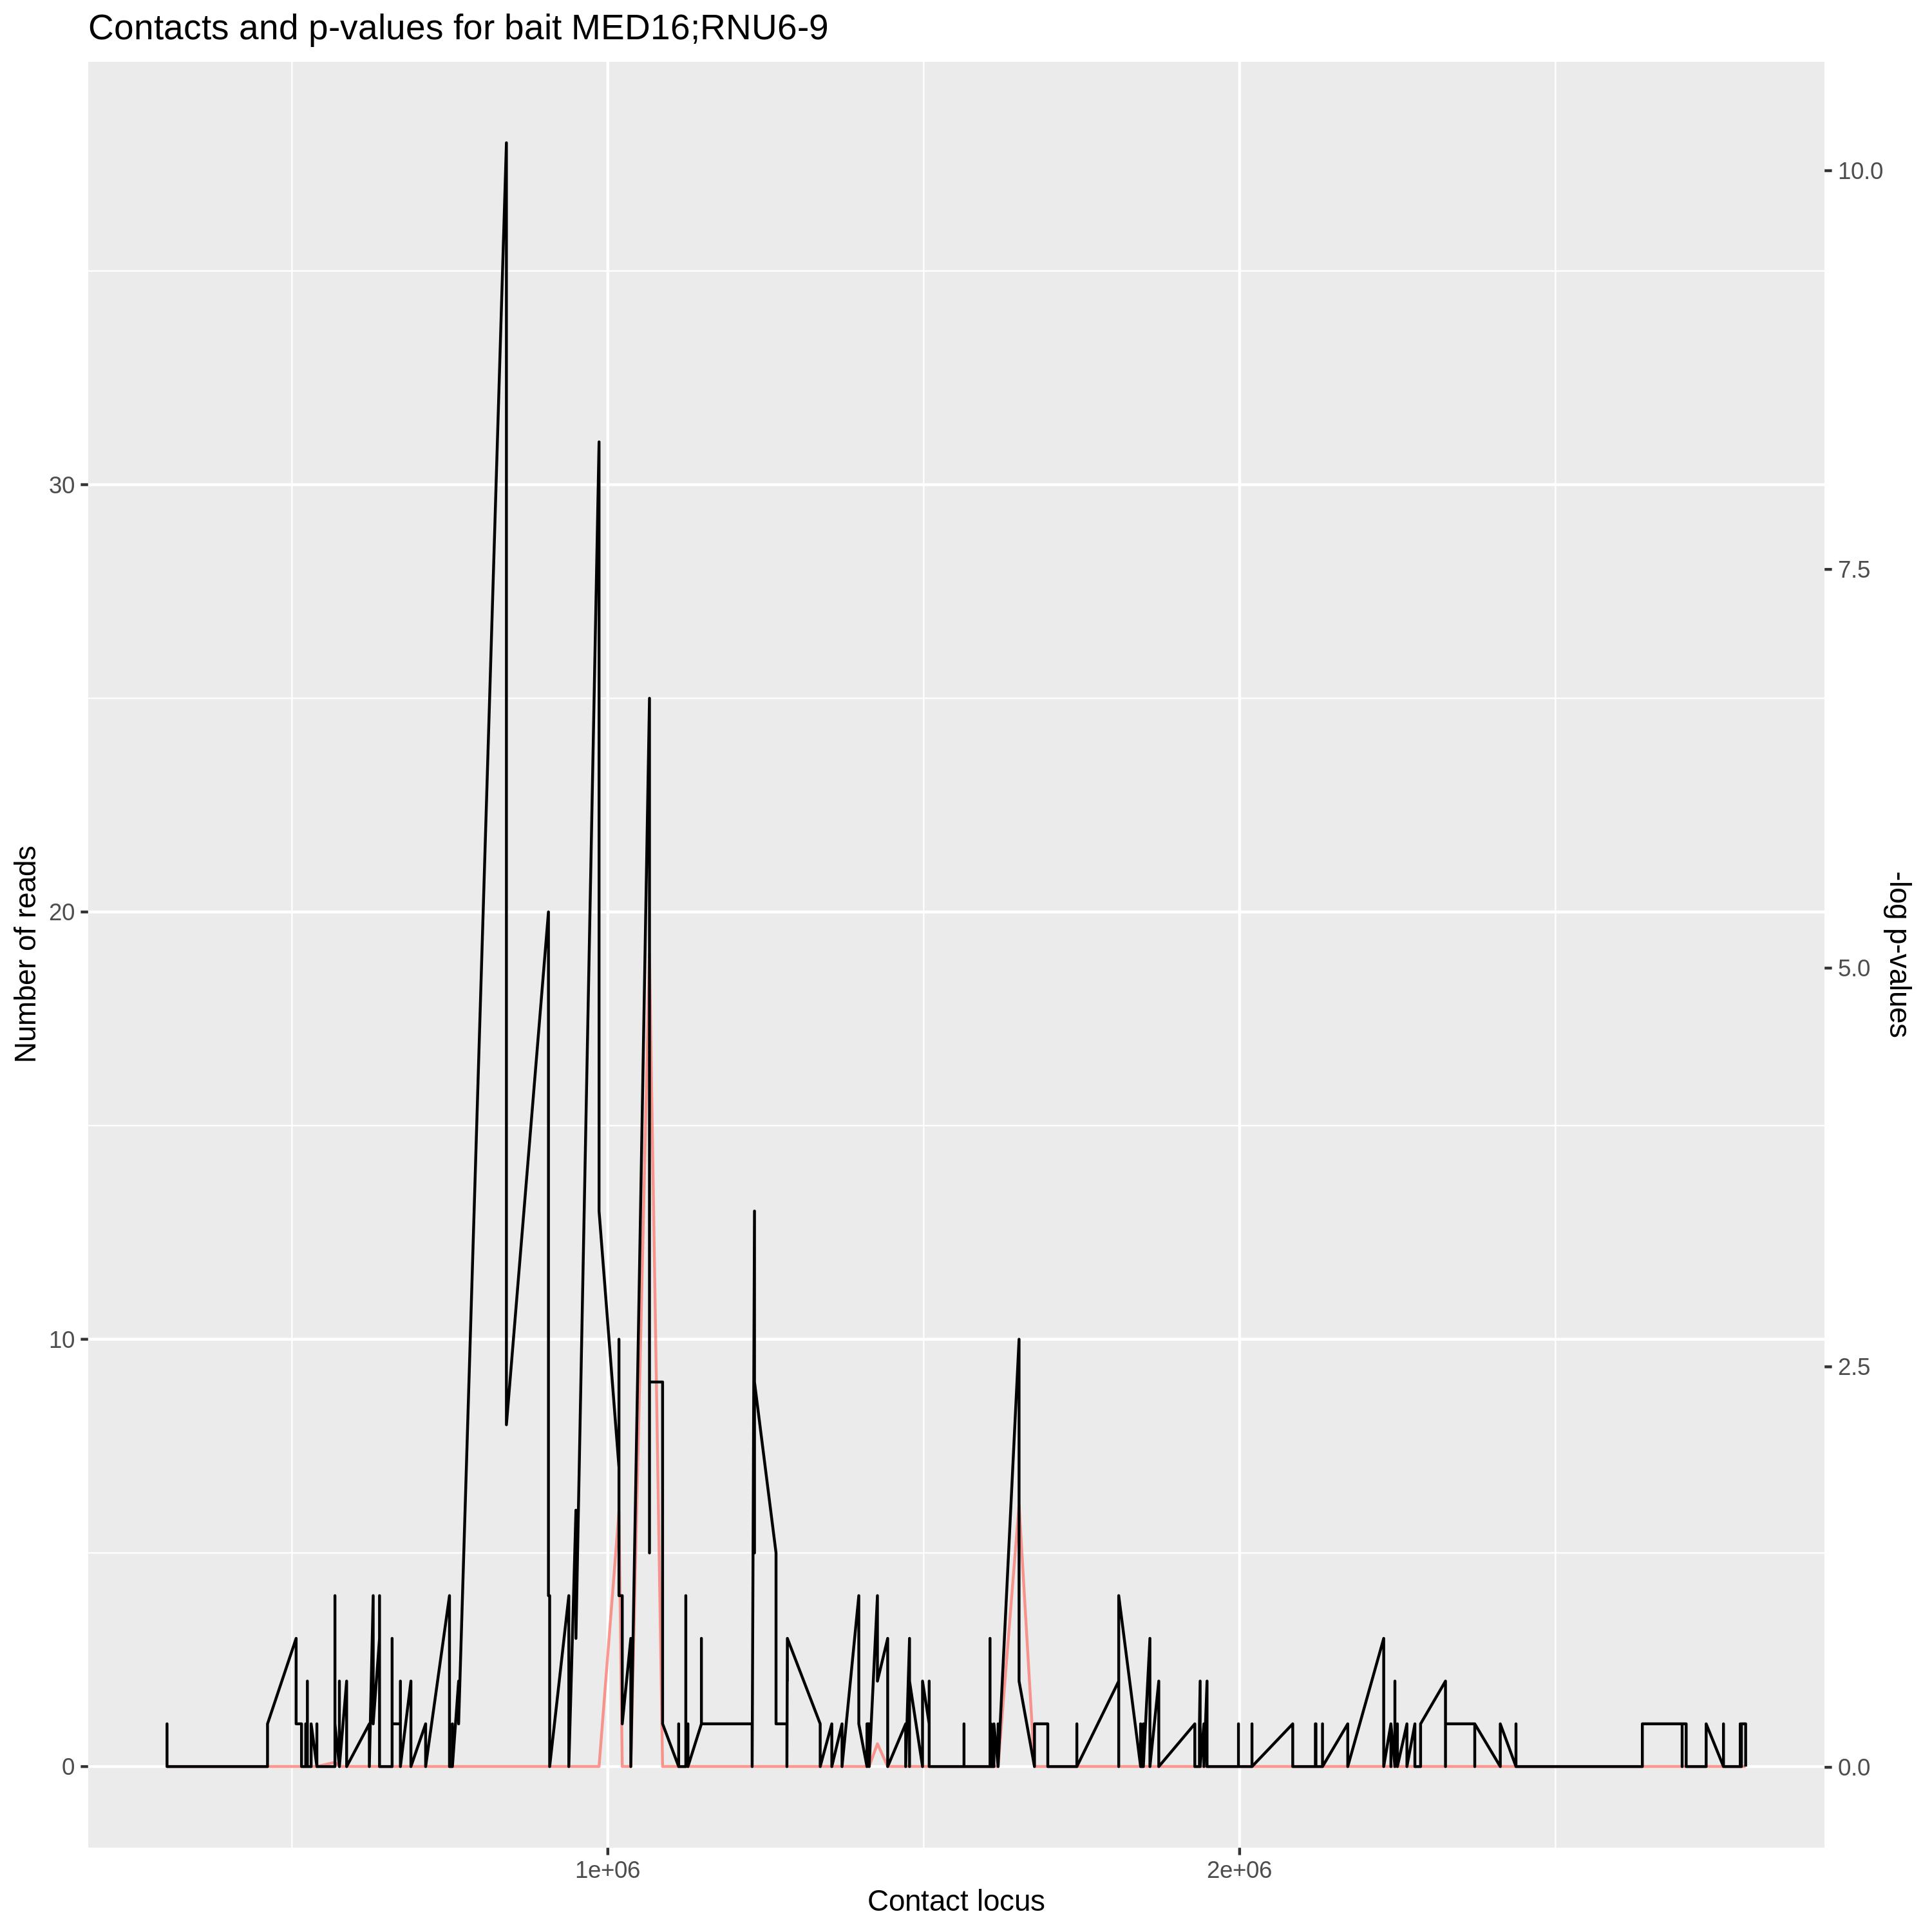 Contacts and p-values for bait MED16;RNU6-9
Number of reads
30
20
10
0
10.0
7.5
5.0
2.5
0.0
-log p-values
1e+06
2e+06
Contact locus